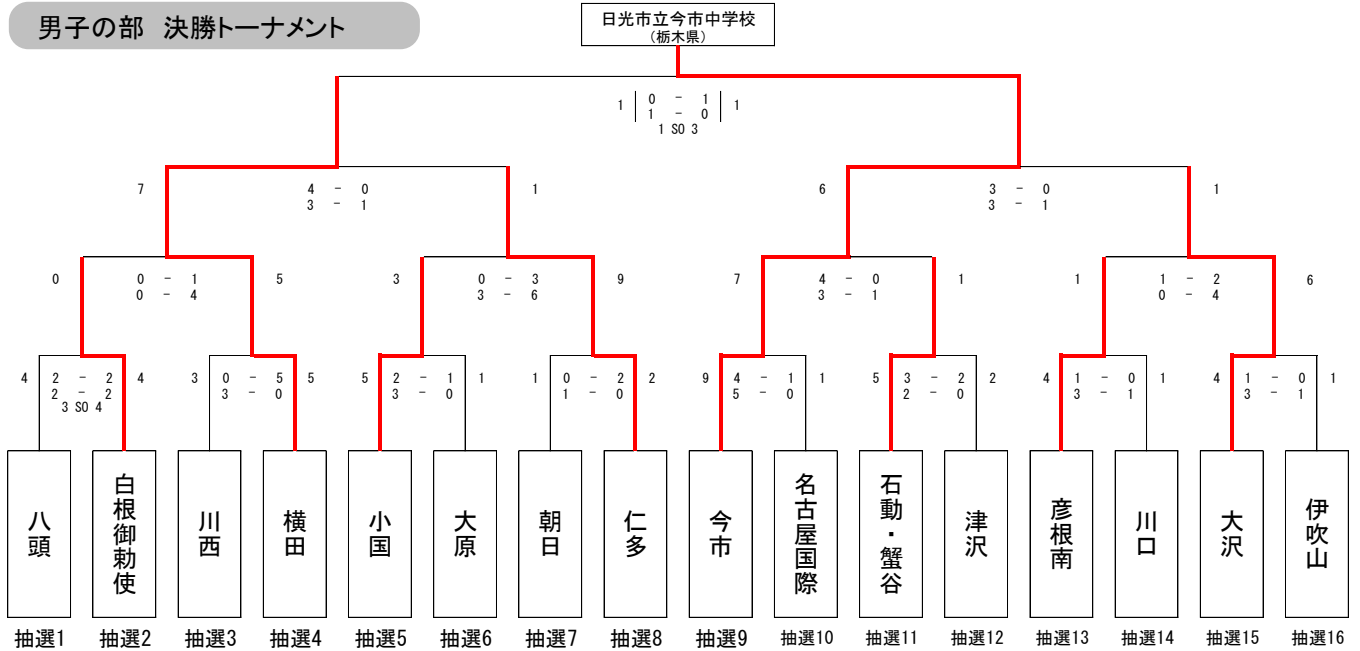 男子の部 決勝トーナメント
日光市立今市中学校
(栃木県)
1 0 - 1 1
1 - 0
1 SO 3
7 4 - 0 1 6 3 - 0 1
3 - 1 3 - 1
0 0 - 1 5 3 0 - 3 9 7 4 - 0 1 1 1 - 2 6
0 - 4 3 - 6 3 - 1 0 - 4
4 2 - 2 4 3 0 - 5 5 5 2 - 1 1 1 0 - 2 2 9 4 - 1 1 5 3 - 2 2 4 1 - 0 1 4 1 - 0 1
2 - 2 3 - 0 3 - 0 1 - 0 5 - 0 2 - 0 3 - 1 3 - 1
3 SO 4
八頭
白根御勅使
川西
横田
小国
大原
朝日
仁多
今市
名古屋国際
石動・蟹谷
津沢
彦根南
川口
大沢
伊吹山
抽選1 抽選2 抽選3 抽選4 抽選5 抽選6 抽選7 抽選8 抽選9 抽選10 抽選11 抽選12 抽選13 抽選14 抽選15 抽選16